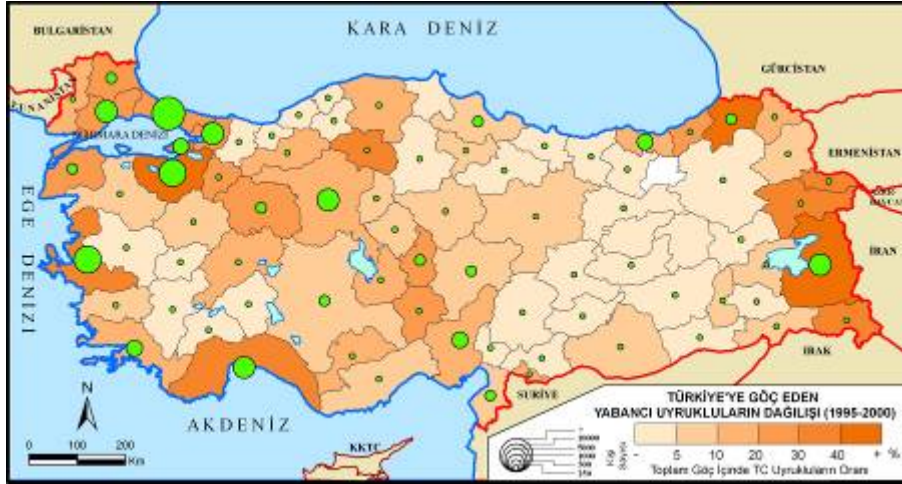 BULGARİSTAN
KARA DENİZ
GÜRCİSTAN
YUNANİSTAN
MARMARA DENİZİ
ERMENİSTAN
EGE DENİZİ
İRAN
IRAK
SURİYE
AKDENİZ
KKTC
N
0 100 200
Km
TÜRKİYE'YE GÖÇ EDEN
YABANCI UYRUKLULARIN DAĞILIŞI (1995-2000)
Kişi Sayısı
- 5 10 20 30 40 + %
Toplam Göç İçinde TC Uyrukluların Oranı